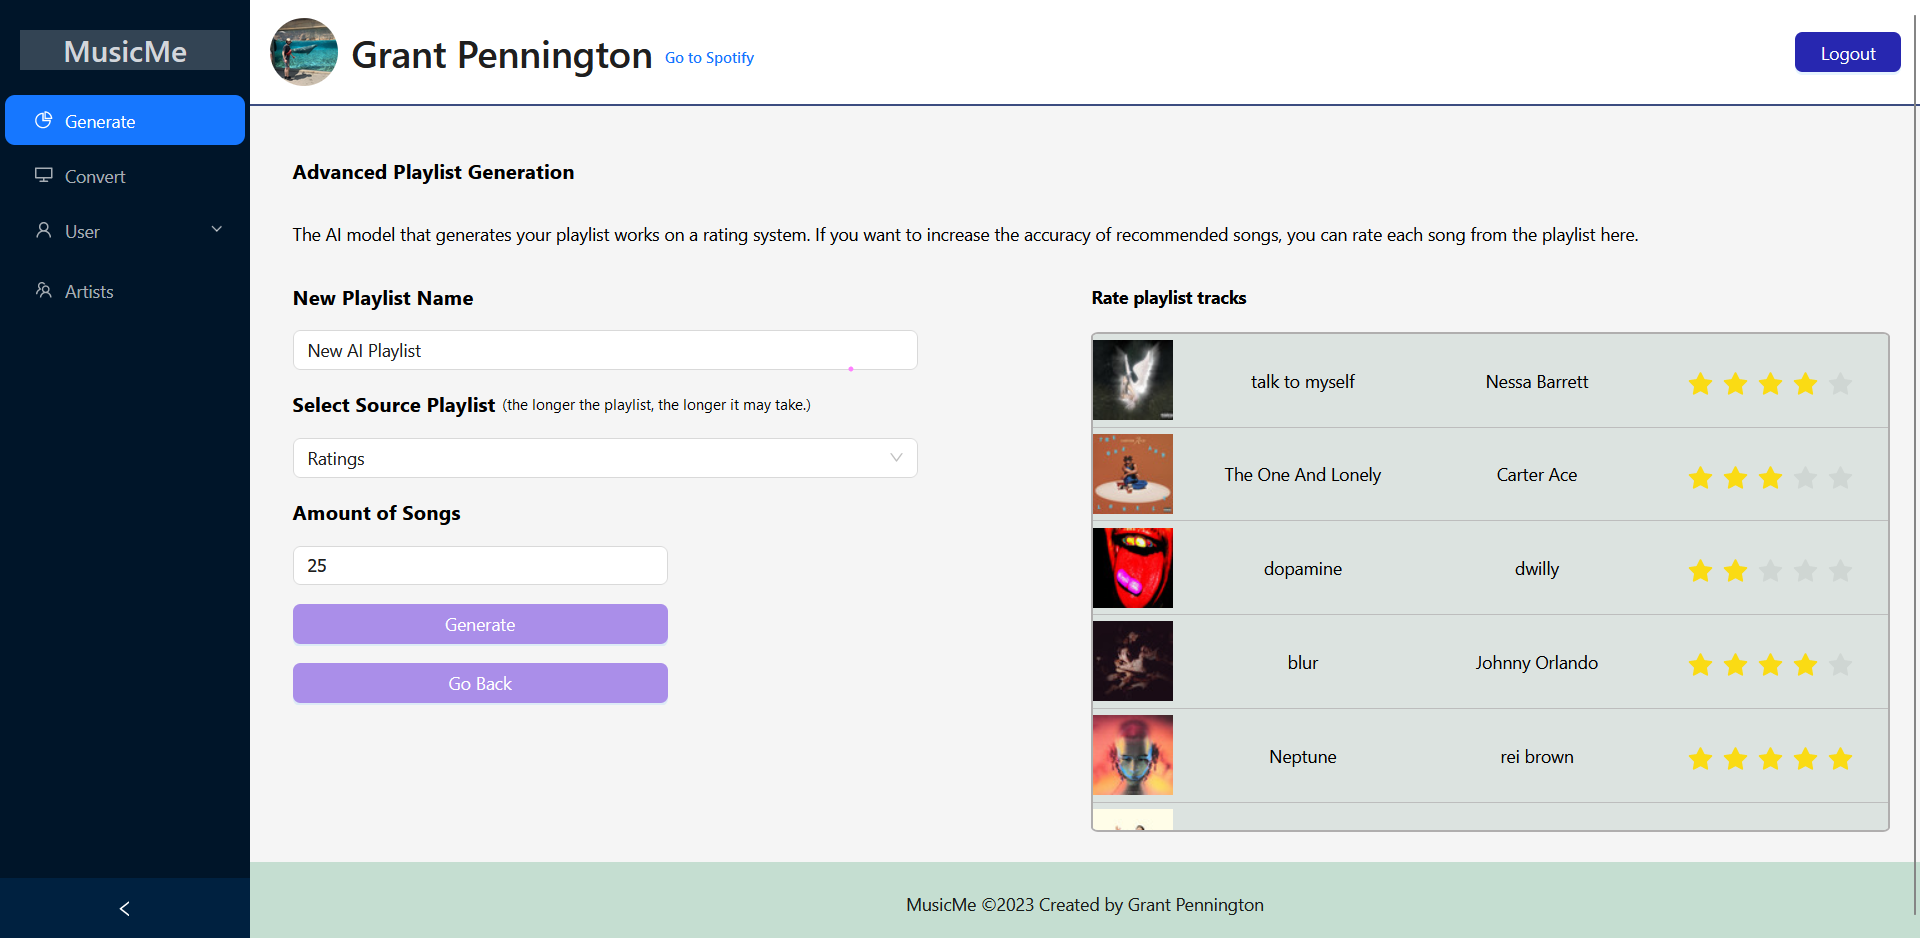 MusicMe
Generate
Convert
User
Artists
Grant Pennington Go to Spotify
Logout
Advanced Playlist Generation
The AI model that generates your playlist works on a rating system. If you want to increase the accuracy of recommended songs, you can rate each song from the playlist here.
New Playlist Name
New AI Playlist
Select Source Playlist (the longer the playlist, the longer it may take.)
Ratings
Amount of Songs
25
Generate
Go Back
Rate playlist tracks
talk to myself Nessa Barrett
The One And Lonely Carter Ace
dopamine dwilly
blur Johnny Orlando
Neptune rei brown
MusicMe ©2023 Created by Grant Pennington